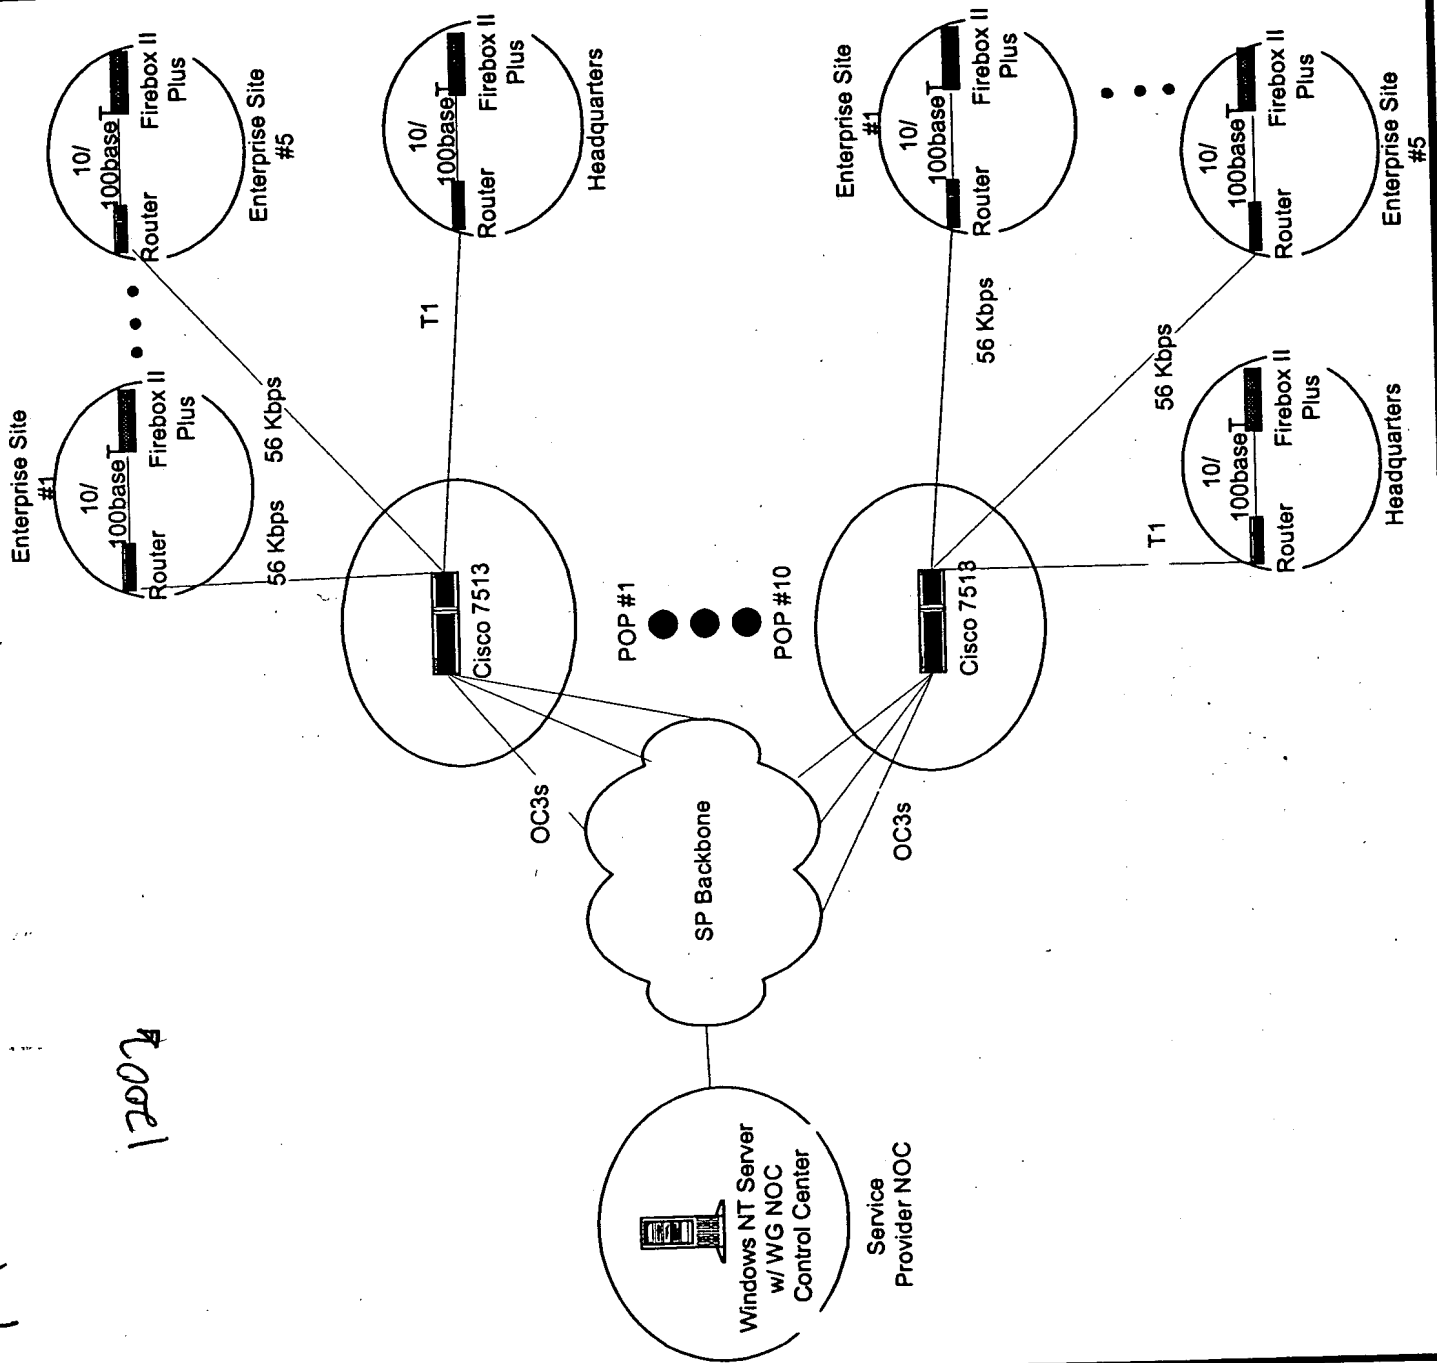 Enterprise Site
#1
10/
100baseT
Router
Firebox II
Plus
56 Kbps
10/
100baseT
Router
Firebox II
Plus
Enterprise Site
#5
56 Kbps
10/
100baseT
Router
Firebox II
Plus
Headquarters
T1
Cisco 7513
POP #1
OC3s
SP Backbone
Windows NT Server
w/ WG NOC
Control Center
Service
Provider NOC
POP #10
OC3s
Cisco 7513
Enterprise Site
#1
10/
100baseT
Router
Firebox II
Plus
56 Kbps
10/
100baseT
Router
Firebox II
Plus
Enterprise Site
#5
56 Kbps
T1
10/
100baseT
Router
Firebox II
Plus
Headquarters